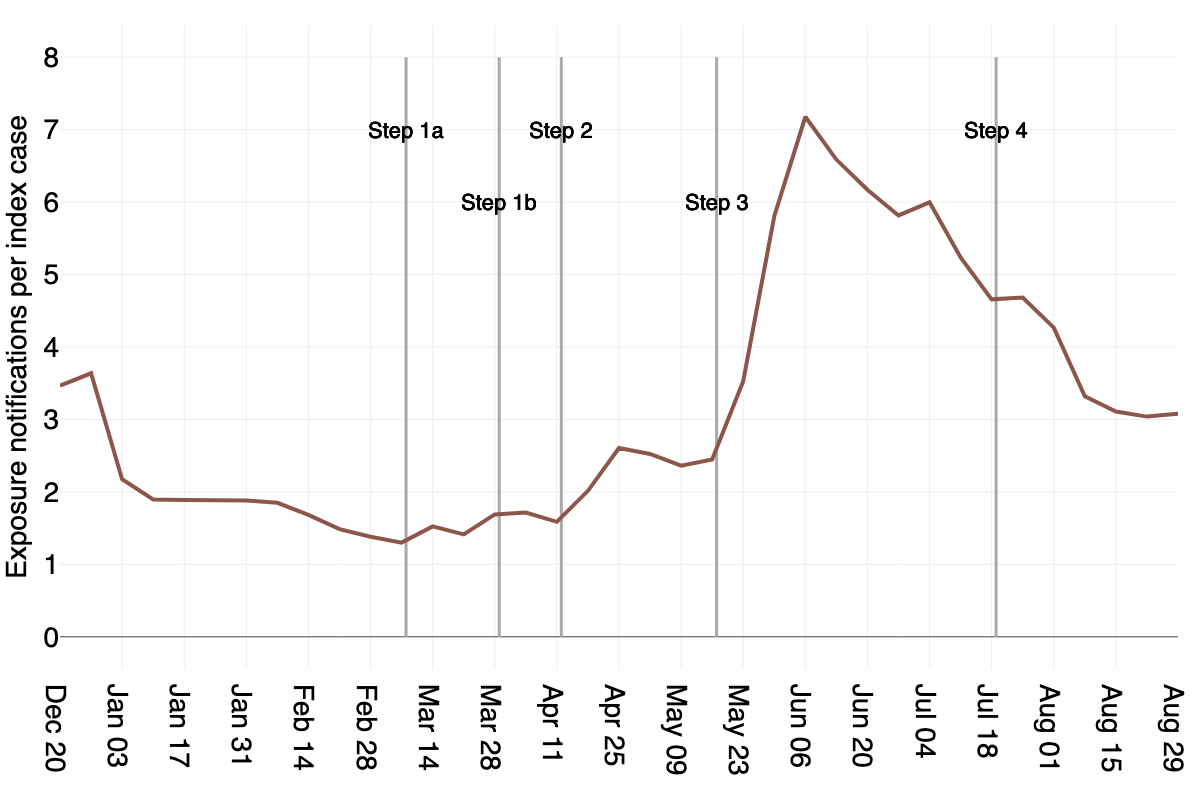 Exposure notifications per index case
8
7
6
5
4
3
2
1
0
Step 1a
Step 2
Step 4
Step 1b
Step 3
Dec 20
Jan 03
Jan 17
Jan 31
Feb 14
Feb 28
Mar 14
Mar 28
Apr 11
Apr 25
May 09
May 23
Jun 06
Jun 20
Jul 04
Jul 18
Aug 01
Aug 15
Aug 29